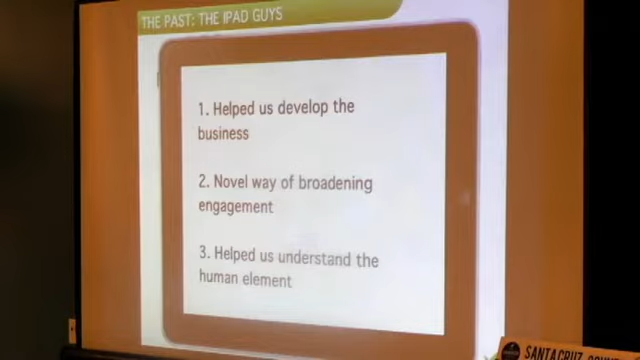 THE PAST: THE IPAD GUYS
1. Helped us develop the
business
2. Novel way of broadening
engagement
3. Helped us understand the
human element
SANTA CRUZ